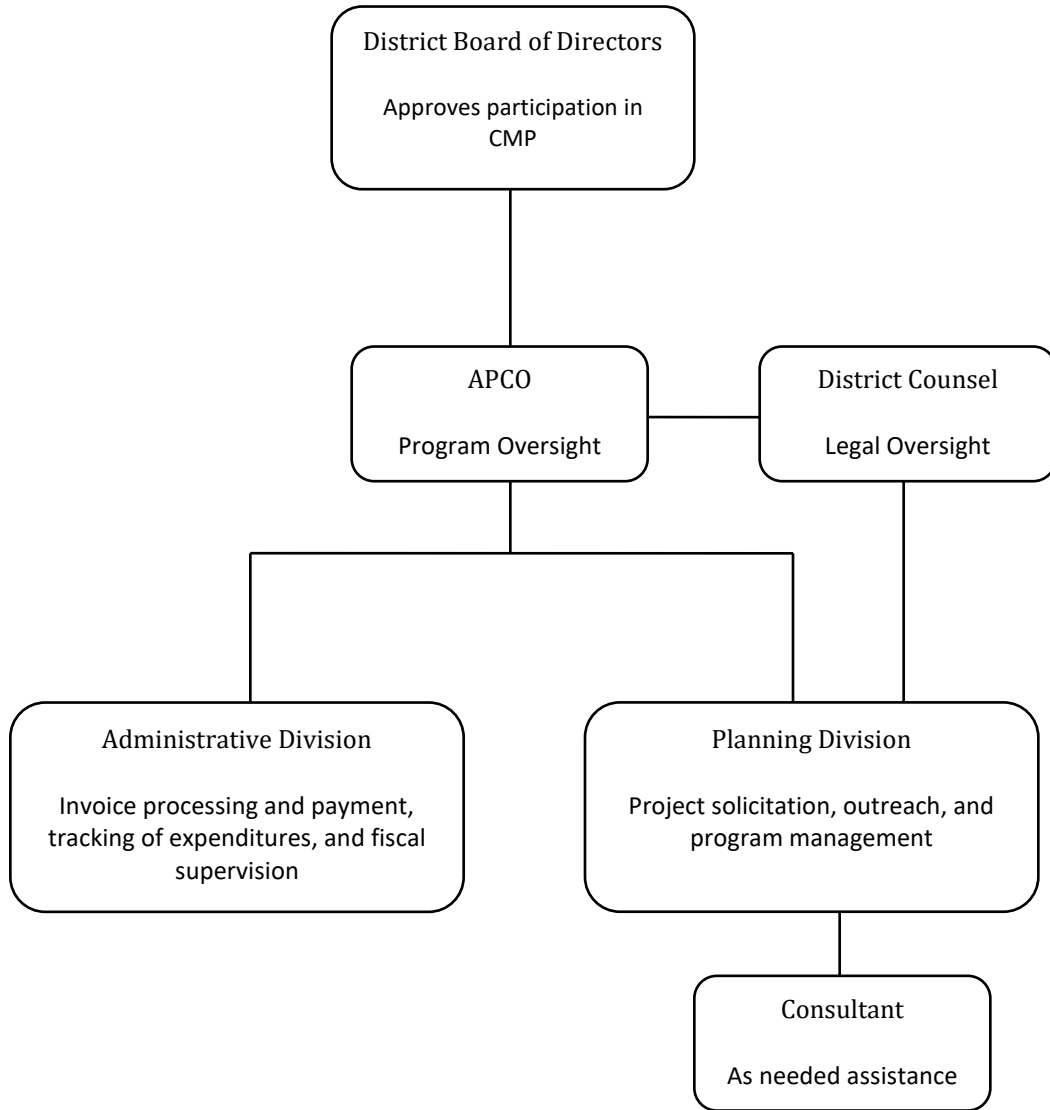 District Board of Directors
Approves participation in
CMP
APCO
Program Oversight
District Counsel
Legal Oversight
Administrative Division
Invoice processing and payment,
tracking of expenditures, and fiscal
supervision
Planning Division
Project solicitation, outreach, and
program management
Consultant
As needed assistance